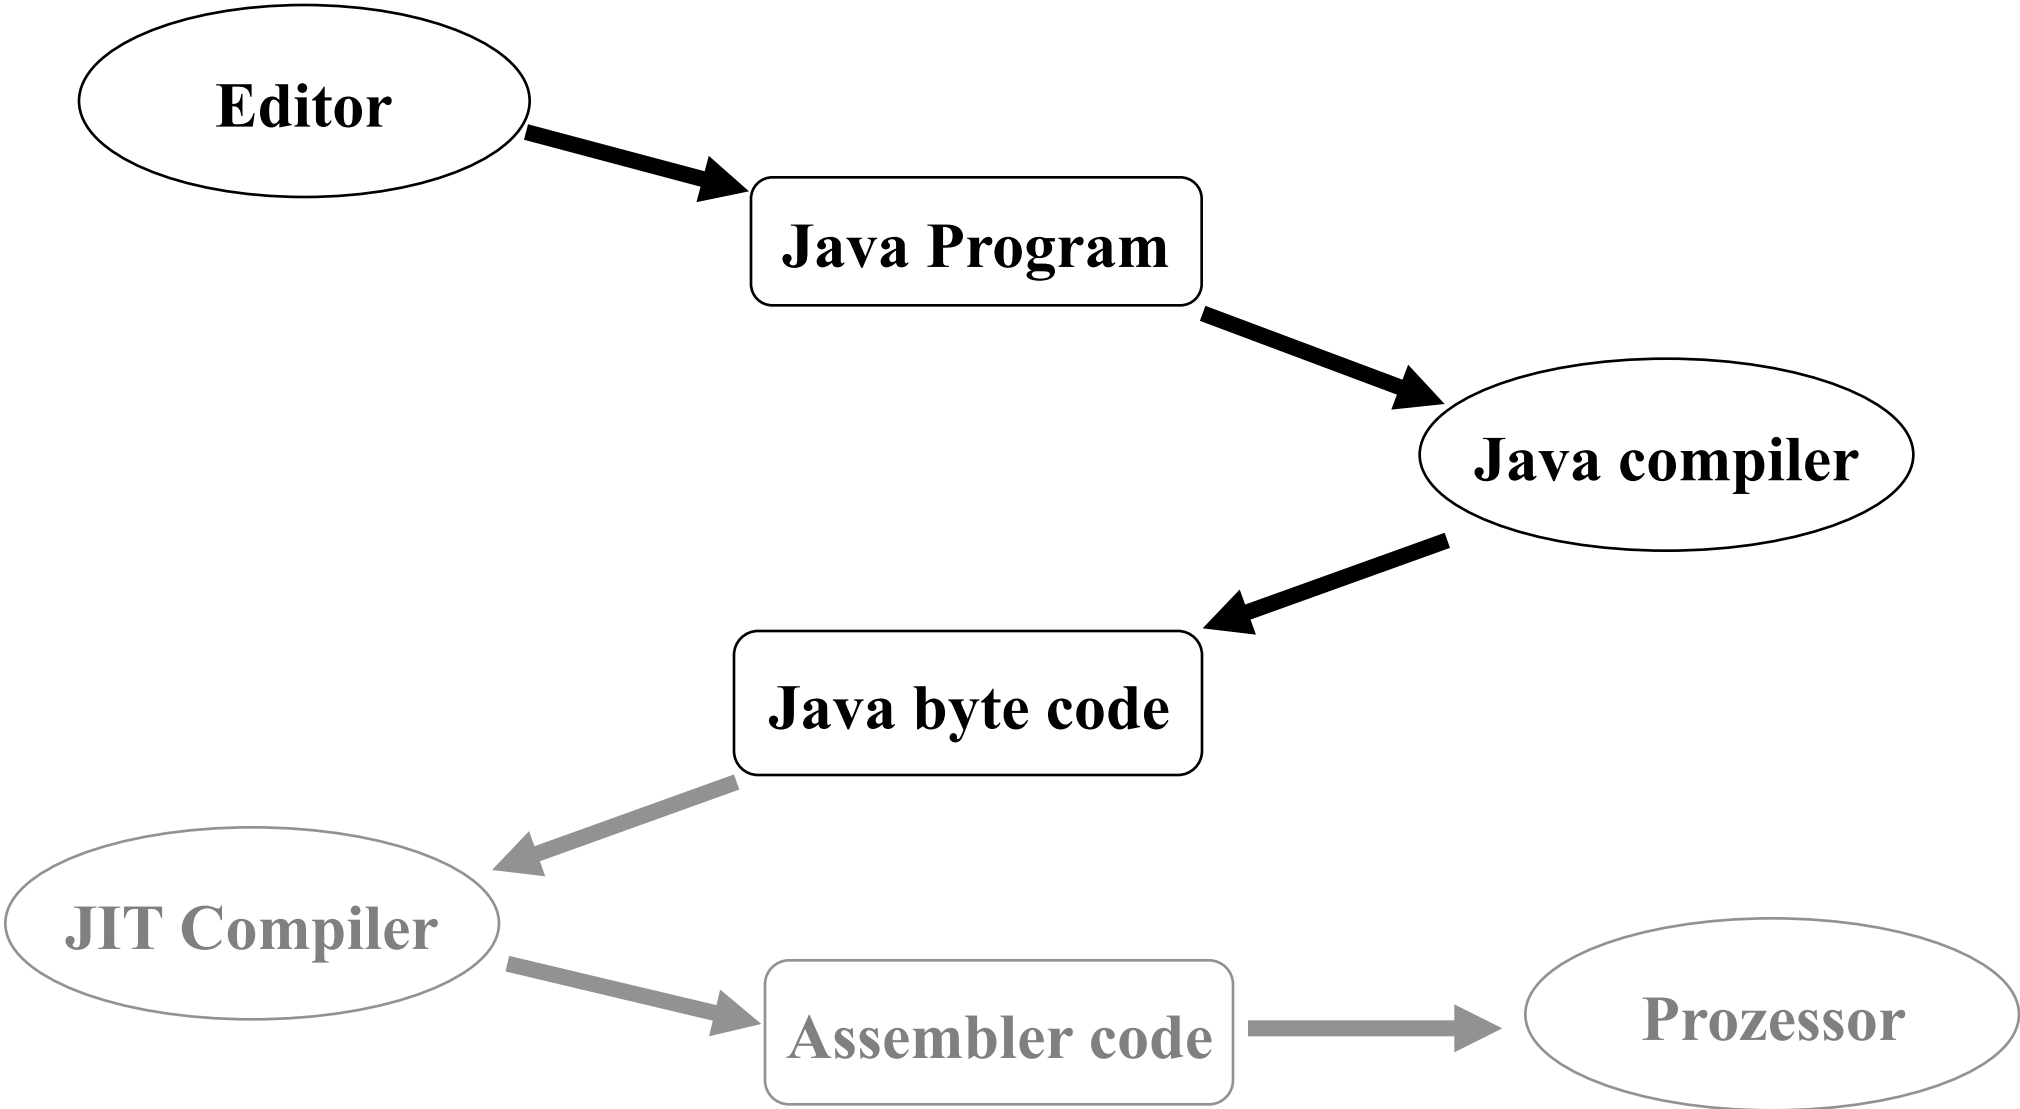 Editor
Java Program
Java compiler
Java byte code
JIT Compiler
Assembler code
Prozessor